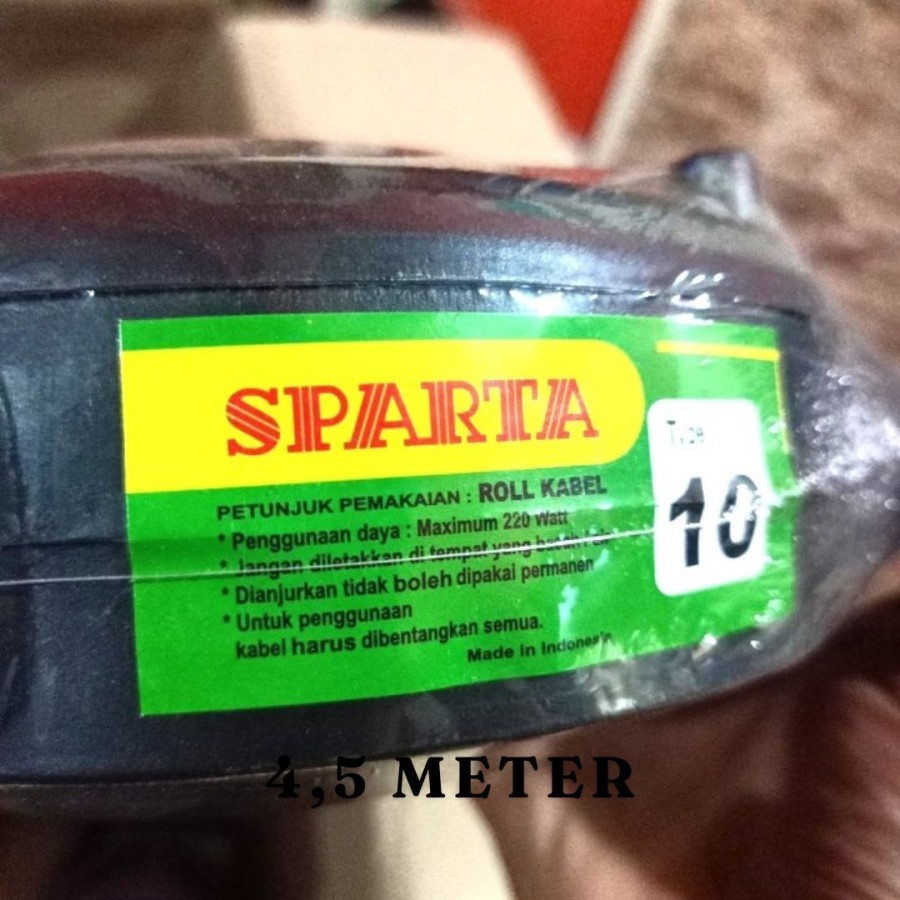 SPARTA
Type
10
PETUNJUK PEMAKAIAN : ROLL KABEL
* Penggunaan daya : Maximum 220 Watt
* Jangan diletakkan di tempat yang
* Dianjurkan tidak boleh dipakai permanen
* Untuk penggunaan
kabel harus dibentangkan semua.
Made in Indonesia
4,5 METER